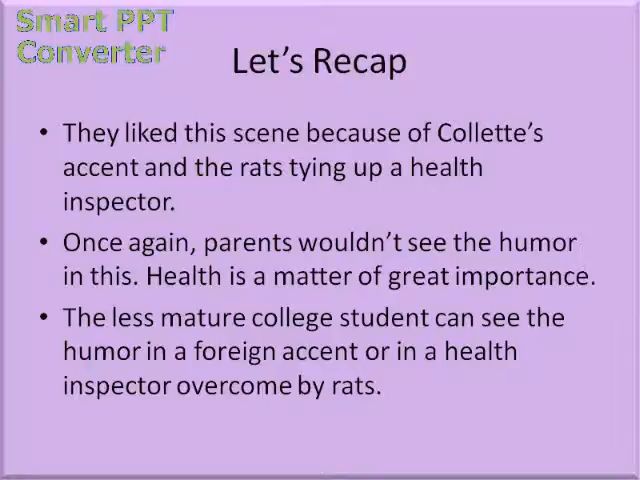 Smart PPT
Converter
Let's Recap
• They liked this scene because of Collette's
accent and the rats tying up a health
inspector.
• Once again, parents wouldn't see the humor
in this. Health is a matter of great importance.
• The less mature college student can see the
humor in a foreign accent or in a health
inspector overcome by rats.